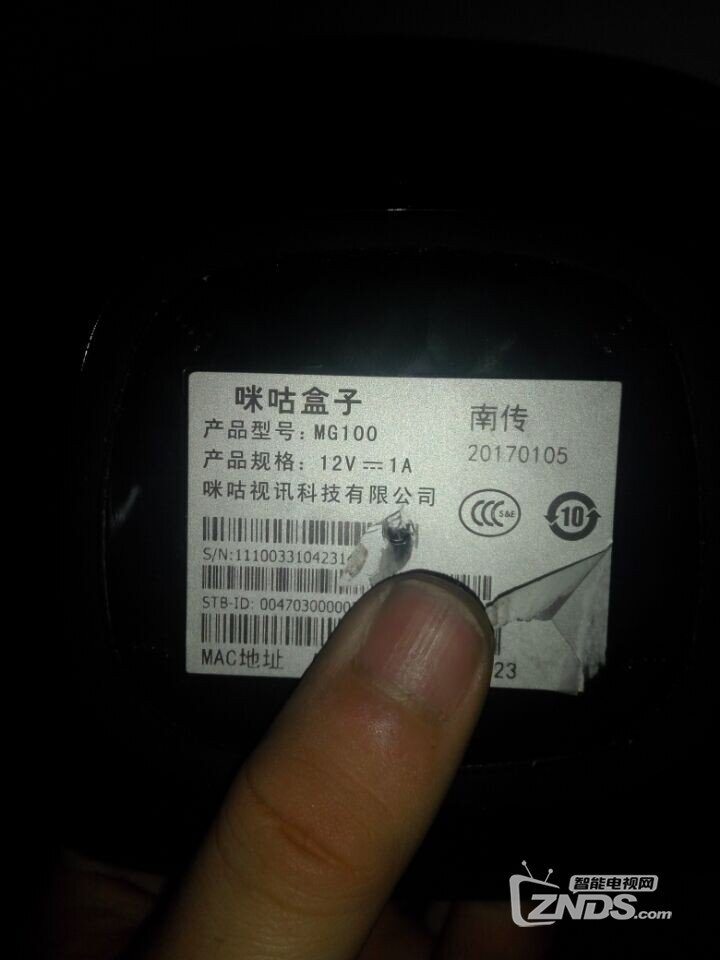 咪咕盒子
产品型号：MG100
产品规格：12V⎓1A
咪咕视讯科技有限公司
南传
20170105
CCC S&E
10
S/N:1110033104231
STB-ID: 0047030000
MAC地址
23
智能电视网
ZNDS.com